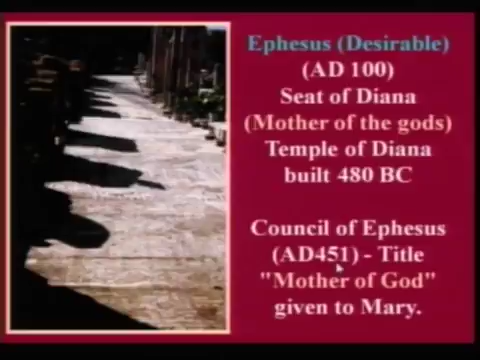 Ephesus (Desirable)
(AD 100)
Seat of Diana
(Mother of the gods)
Temple of Diana
built 480 BC
Council of Ephesus
(AD451) - Title
"Mother of God"
given to Mary.